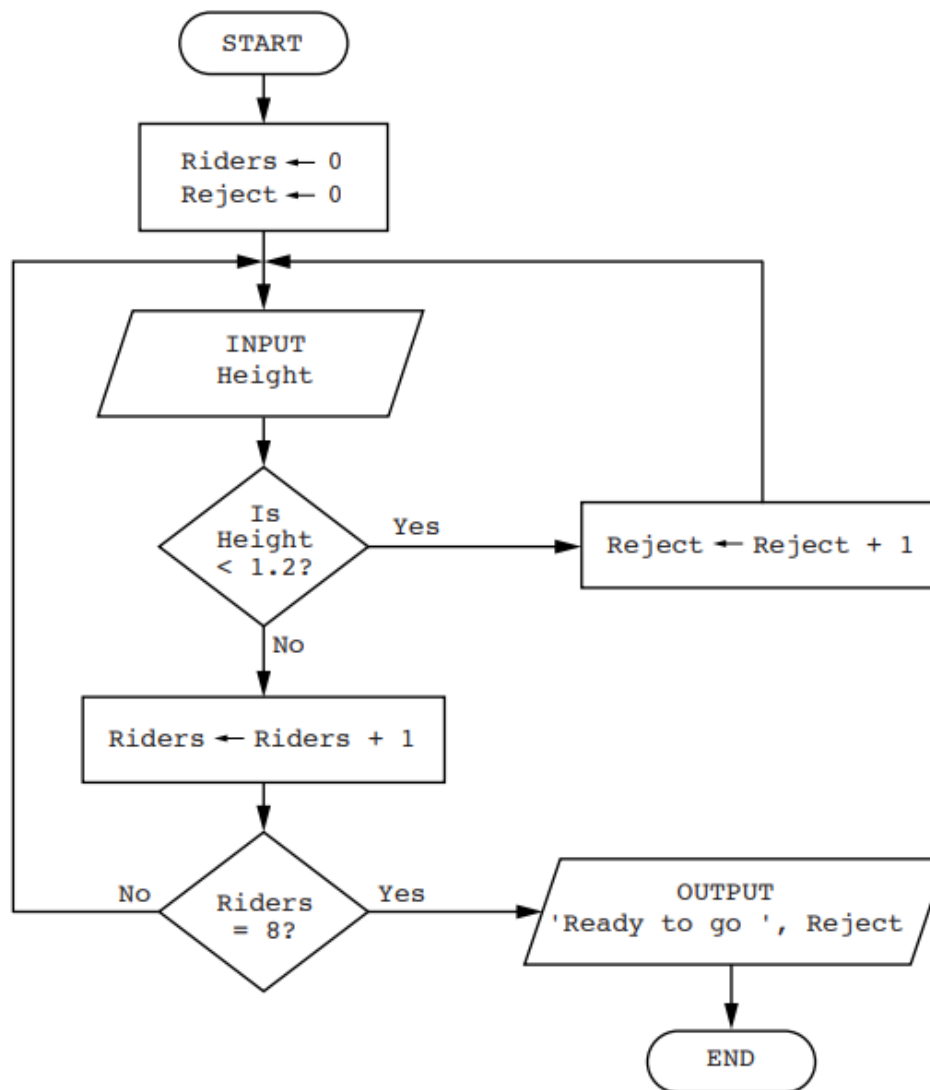 START
Riders ← 0
Reject ← 0
INPUT
Height
Is
Height
< 1.2?
Yes
Reject ← Reject + 1
No
Riders ← Riders + 1
Riders
= 8?
No
Yes
OUTPUT
'Ready to go ', Reject
END